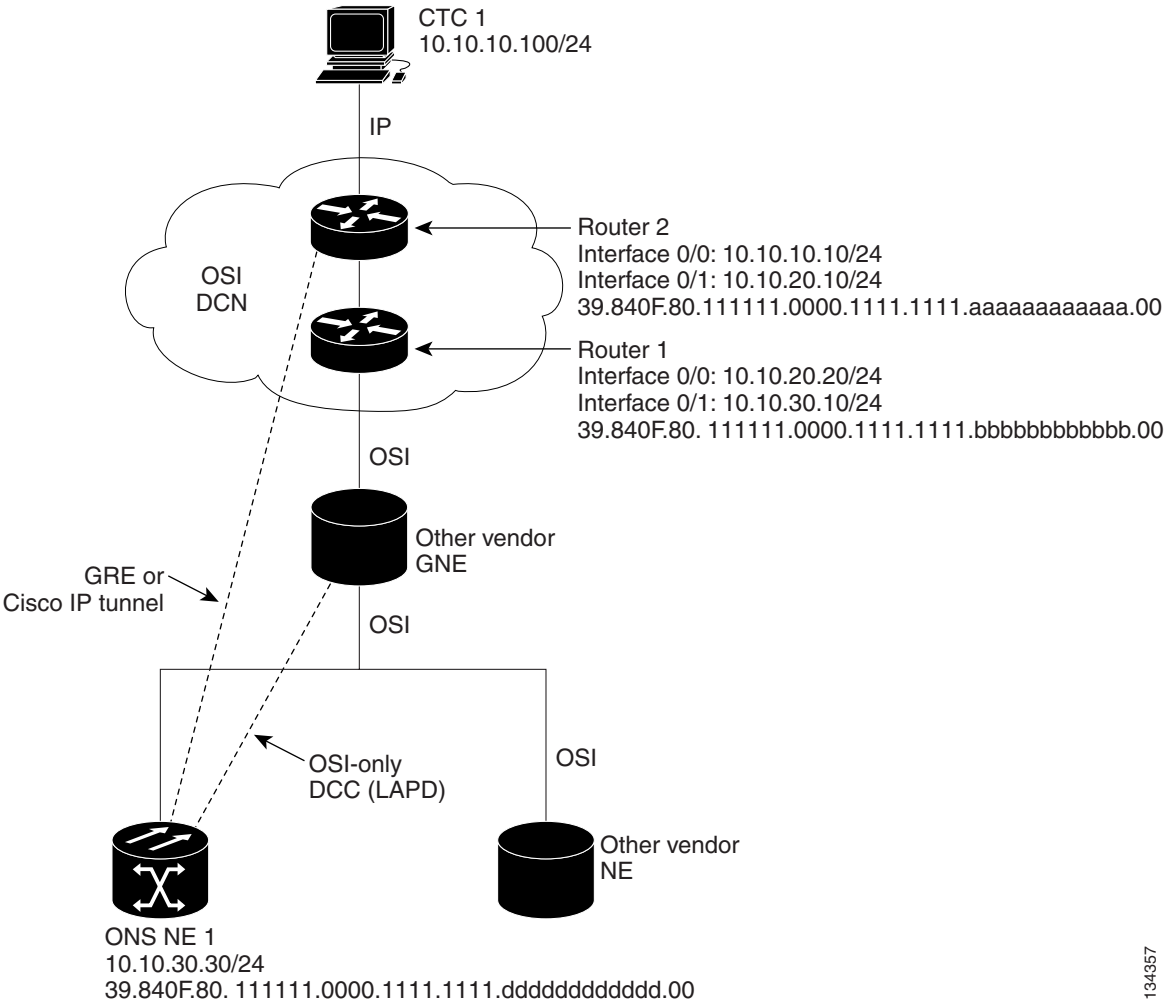 CTC 1
10.10.10.100/24
IP
Router 2
Interface 0/0: 10.10.10.10/24
Interface 0/1: 10.10.20.10/24
39.840F.80.111111.0000.1111.1111.aaaaaaaaaaaa.00
OSI
DCN
Router 1
Interface 0/0: 10.10.20.20/24
Interface 0/1: 10.10.30.10/24
39.840F.80. 111111.0000.1111.1111.bbbbbbbbbbbb.00
OSI
Other vendor
GNE
GRE or
Cisco IP tunnel
OSI
OSI-only
DCC (LAPD)
OSI
Other vendor
NE
ONS NE 1
10.10.30.30/24
39.840F.80. 111111.0000.1111.1111.dddddddddddd.00
134357